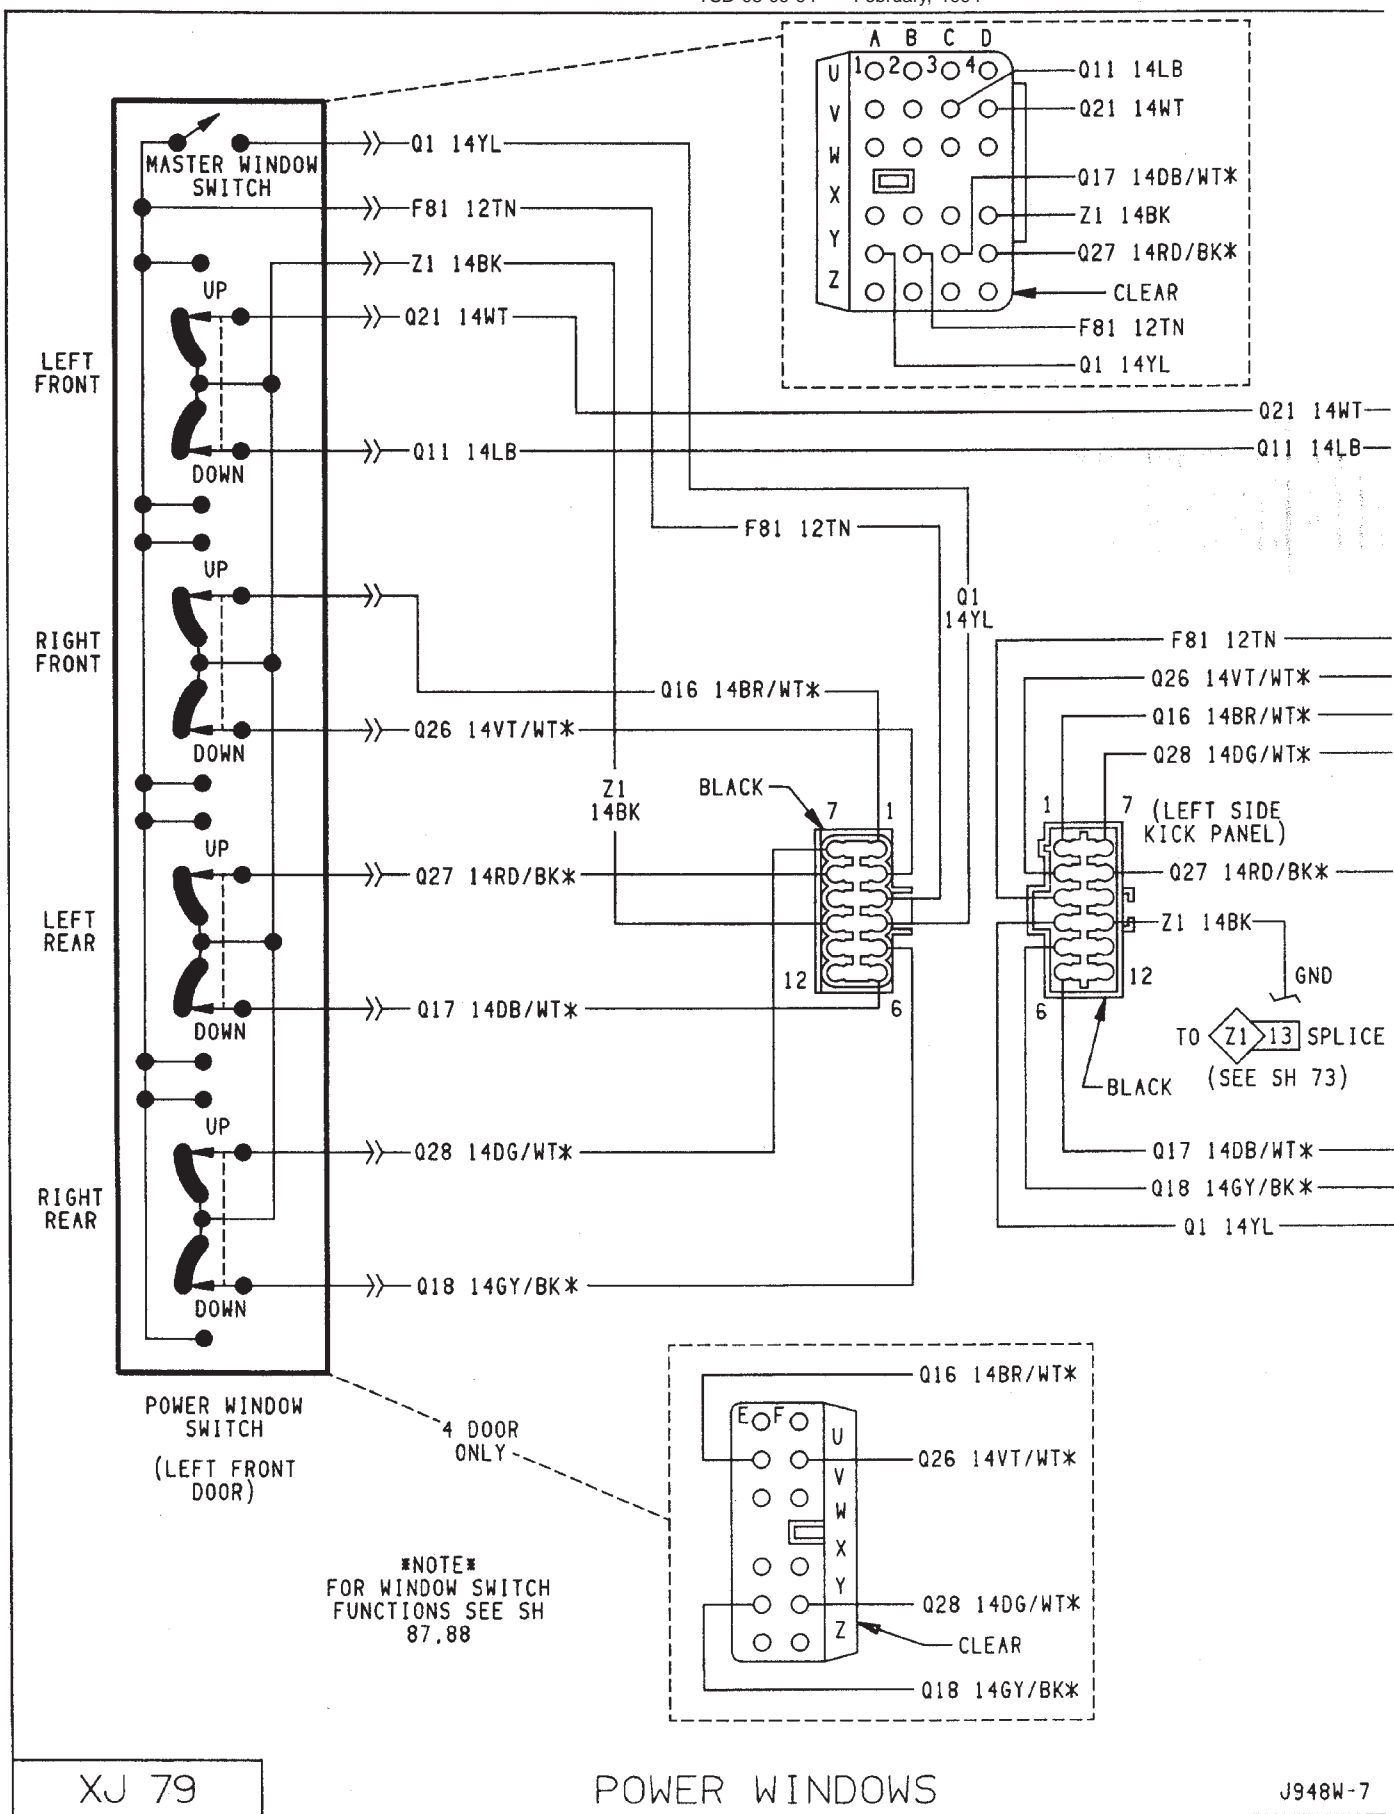 A B C D
1 2 3 4
U
V
W
X
Y
Z
Q11 14LB
Q21 14WT
Q17 14DB/WT*
Z1 14BK
Q27 14RD/BK*
CLEAR
F81 12TN
Q1 14YL
MASTER WINDOW
SWITCH
Q1 14YL
F81 12TN
Z1 14BK
UP
Q21 14WT
LEFT
FRONT
Q21 14WT
Q11 14LB
Q11 14LB
DOWN
F81 12TN
UP
Q1
14YL
RIGHT
FRONT
F81 12TN
Q26 14VT/WT*
Q16 14BR/WT*
Q16 14BR/WT*
Q26 14VT/WT*
DOWN
Q28 14DG/WT*
Z1
14BK
BLACK
7 1
1 7
(LEFT SIDE
KICK PANEL)
UP
Q27 14RD/BK*
Q27 14RD/BK*
LEFT
REAR
Z1 14BK
12
6
12
6
GND
Q17 14DB/WT*
DOWN
TO Z1 13 SPLICE
(SEE SH 73)
BLACK
UP
Q28 14DG/WT*
Q17 14DB/WT*
Q18 14GY/BK*
Q1 14YL
RIGHT
REAR
Q18 14GY/BK*
DOWN
POWER WINDOW
SWITCH
(LEFT FRONT
DOOR)
4 DOOR
ONLY
Q16 14BR/WT*
E F
U
V
W
X
Y
Z
Q26 14VT/WT*
Q28 14DG/WT*
CLEAR
Q18 14GY/BK*
*NOTE*
FOR WINDOW SWITCH
FUNCTIONS SEE SH
87,88
XJ 79
POWER WINDOWS
J948W-7